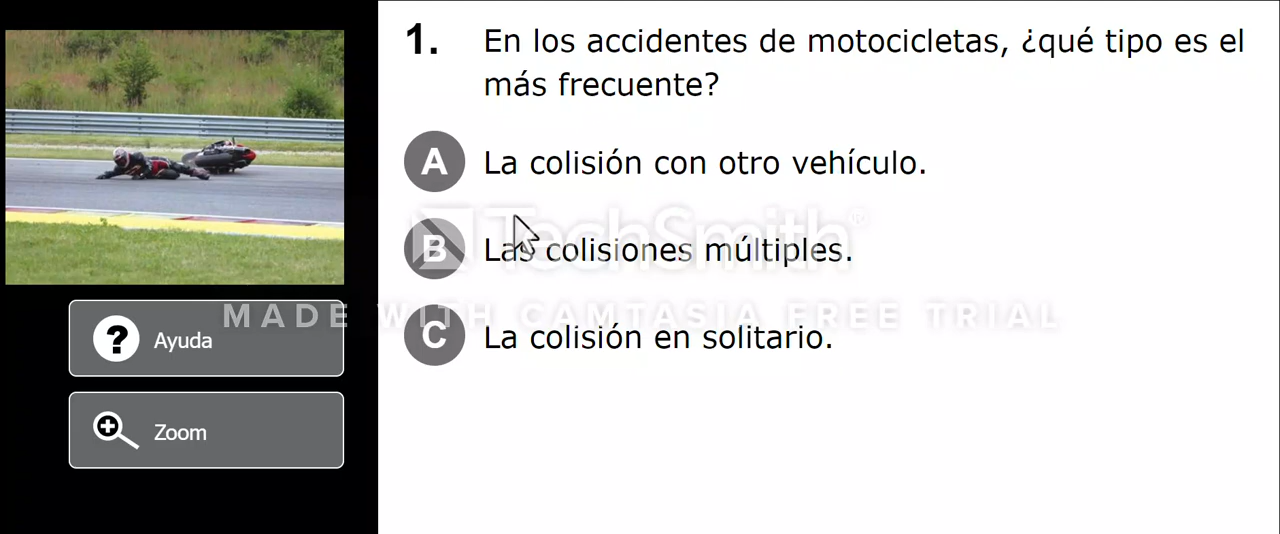 1. En los accidentes de motocicletas, ¿qué tipo es el
más frecuente?
A La colisión con otro vehículo.
TechSmith®
B Las colisiones múltiples.
MADE WITH CAMTASIA FREE TRIAL
C La colisión en solitario.
? Ayuda
Zoom